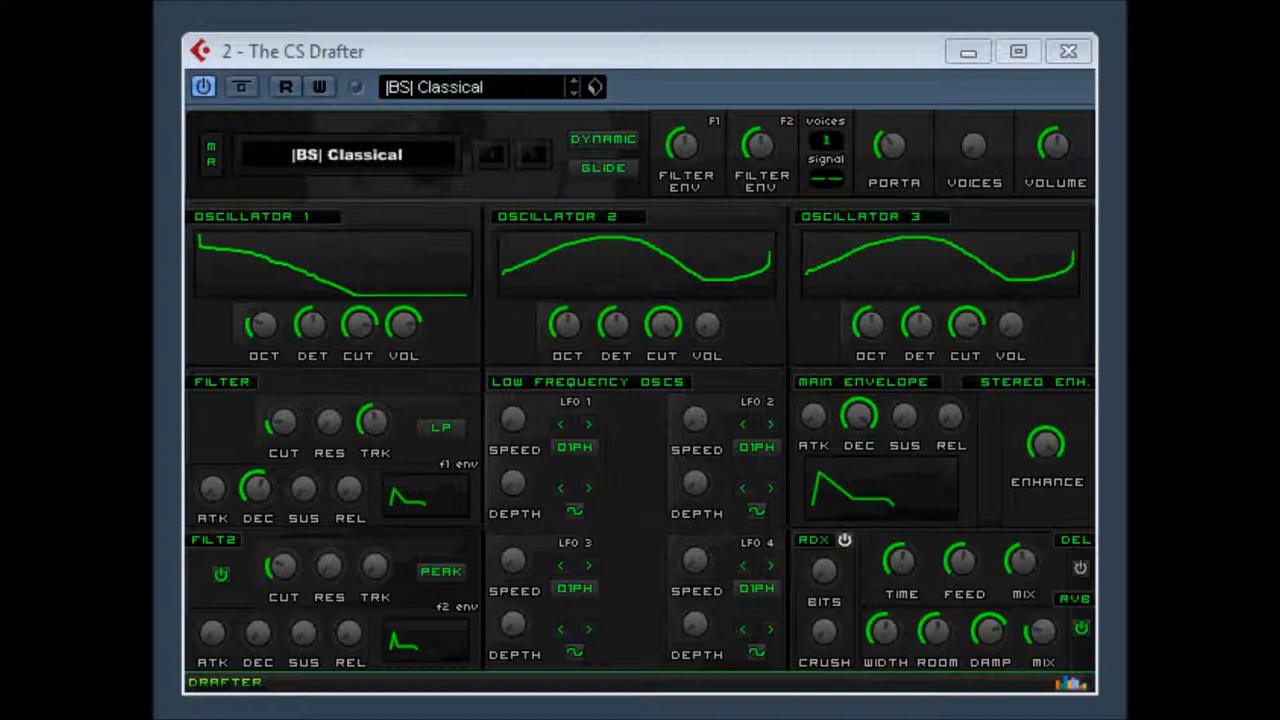 2 - The CS Drafter
R W |BS| Classical
M R
|BS| Classical
DYNAMIC
GLIDE
F1
FILTER ENV
F2
FILTER ENV
voices
1
signal
PORTA
VOICES
VOLUME
OSCILLATOR 1
OCT DET CUT VOL
OSCILLATOR 2
OCT DET CUT VOL
OSCILLATOR 3
OCT DET CUT VOL
FILTER
CUT RES TRK
LP
f1 env
ATK DEC SUS REL
FILT2
CUT RES TRK
PEAK
f2 env
ATK DEC SUS REL
LOW FREQUENCY OSCS
LFO 1
< >
SPEED 01PH
< >
DEPTH
LFO 2
< >
SPEED 01PH
< >
DEPTH
LFO 3
< >
SPEED 01PH
< >
DEPTH
LFO 4
< >
SPEED 01PH
< >
DEPTH
MAIN ENVELOPE
ATK DEC SUS REL
STEREO ENH.
ENHANCE
RDX
BITS
CRUSH
TIME FEED MIX
DEL
RVB
WIDTH ROOM DAMP MIX
DRAFTER